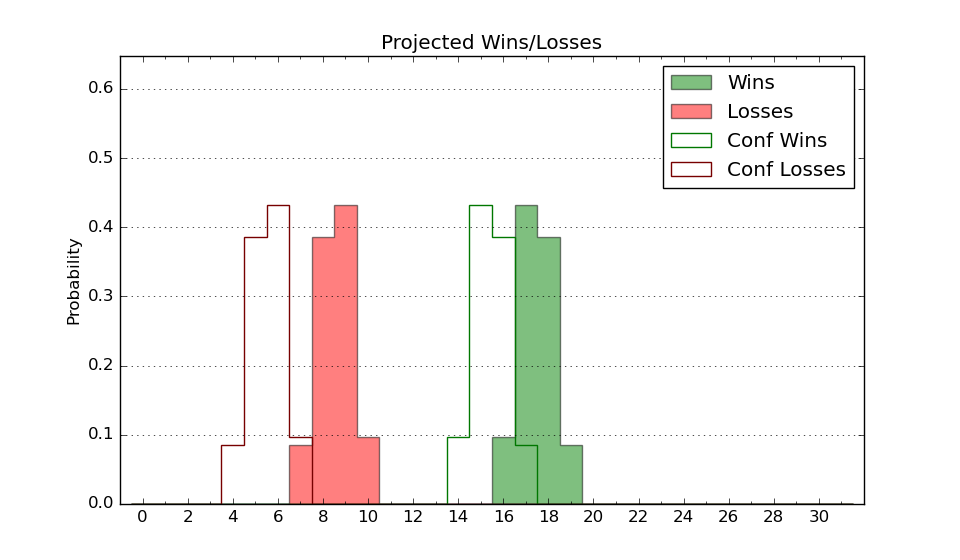 Projected Wins/Losses
Wins
Losses
Conf Wins
Conf Losses
Probability
0.6
0.5
0.4
0.3
0.2
0.1
0.0
0 2 4 6 8 10 12 14 16 18 20 22 24 26 28 30